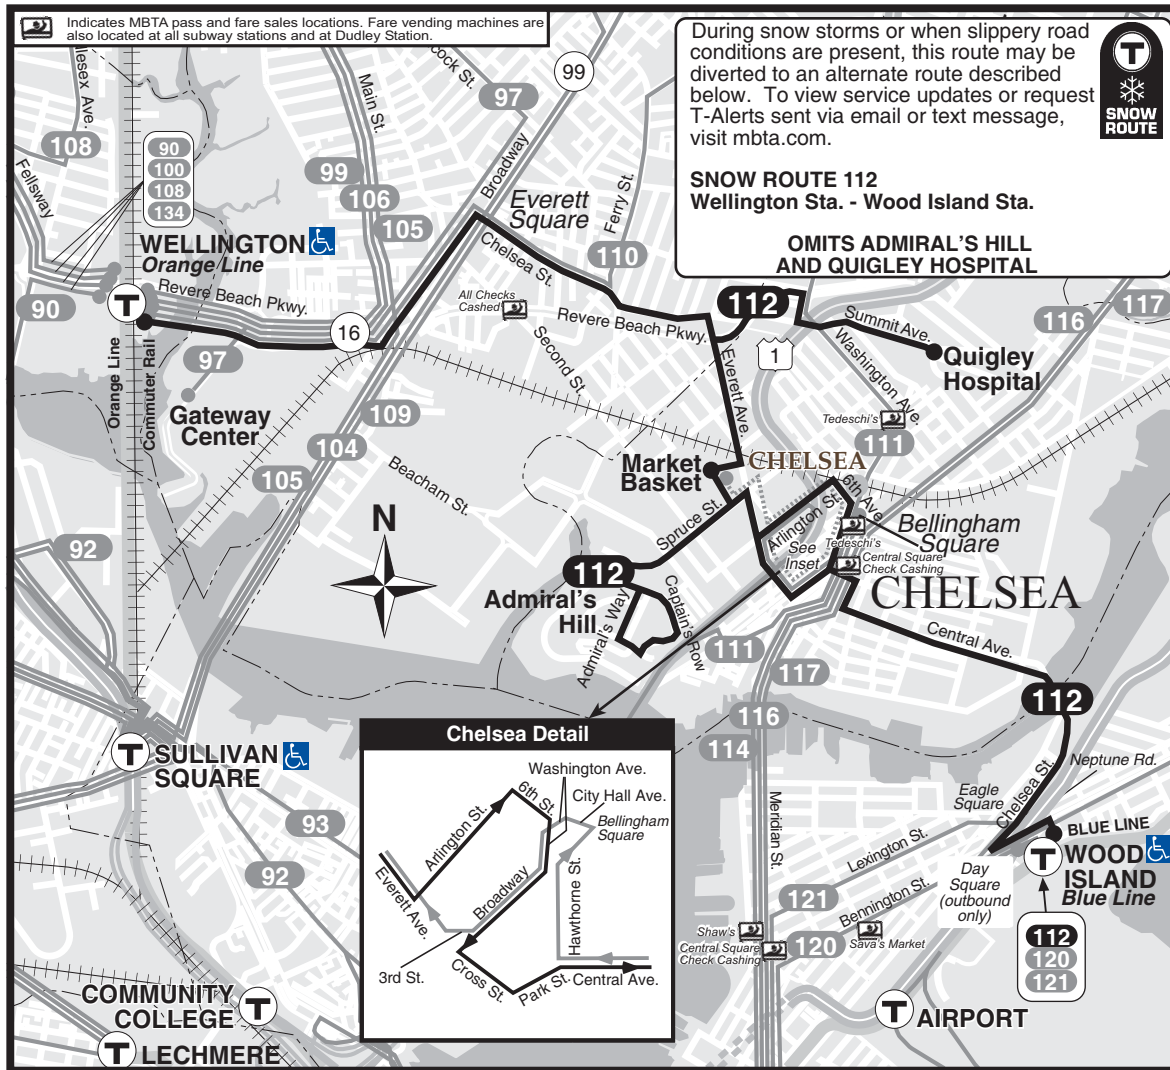 Indicates MBTA pass and fare sales locations. Fare vending machines are
also located at all subway stations and at Dudley Station.
During snow storms or when slippery road
conditions are present, this route may be
diverted to an alternate route described
below. To view service updates or request
T-Alerts sent via email or text message,
visit mbta.com.
T
SNOW
ROUTE
SNOW ROUTE 112
Wellington Sta. - Wood Island Sta.
OMITS ADMIRAL'S HILL
AND QUIGLEY HOSPITAL
lesex Ave.
108
Fellsway
90
100
108
134
Main St.
cock St.
97
99
Broadway
99
106
105
Everett
Square
Ferry St.
110
Chelsea St.
WELLINGTON
Orange Line
T
Revere Beach Pkwy.
90
16
97
Orange Line
Commuter Rail
Gateway
Center
All Checks
Cashed
Second St.
Revere Beach Pkwy.
112
Everett Ave.
1
Summit Ave.
Washington Ave.
116
117
Quigley
Hospital
Tedeschi's
111
109
104
105
92
Beacham St.
N
Market
Basket
CHELSEA
Spruce St.
Arlington St.
6th Ave.
See
Inset
Tedeschi's
Bellingham
Square
Central Square
Check Cashing
CHELSEA
112
Admiral's
Hill
Admiral's Way
Captain's Row
111
117
116
114
Central Ave.
112
T
SULLIVAN
SQUARE
93
92
Chelsea Detail
Washington Ave.
City Hall Ave.
Bellingham
Square
6th St.
Arlington St.
Everett Ave.
Broadway
Hawthorne St.
3rd St.
Cross St.
Park St.
Central Ave.
Meridian St.
Eagle
Square
Chelsea St.
Neptune Rd.
BLUE LINE
T
WOOD
ISLAND
Blue Line
Lexington St.
Bennington St.
Day
Square
(outbound
only)
121
Shaw's
Central Square
Check Cashing
120
Sava's Market
112
120
121
COMMUNITY
COLLEGE
T
T
LECHMERE
T
AIRPORT